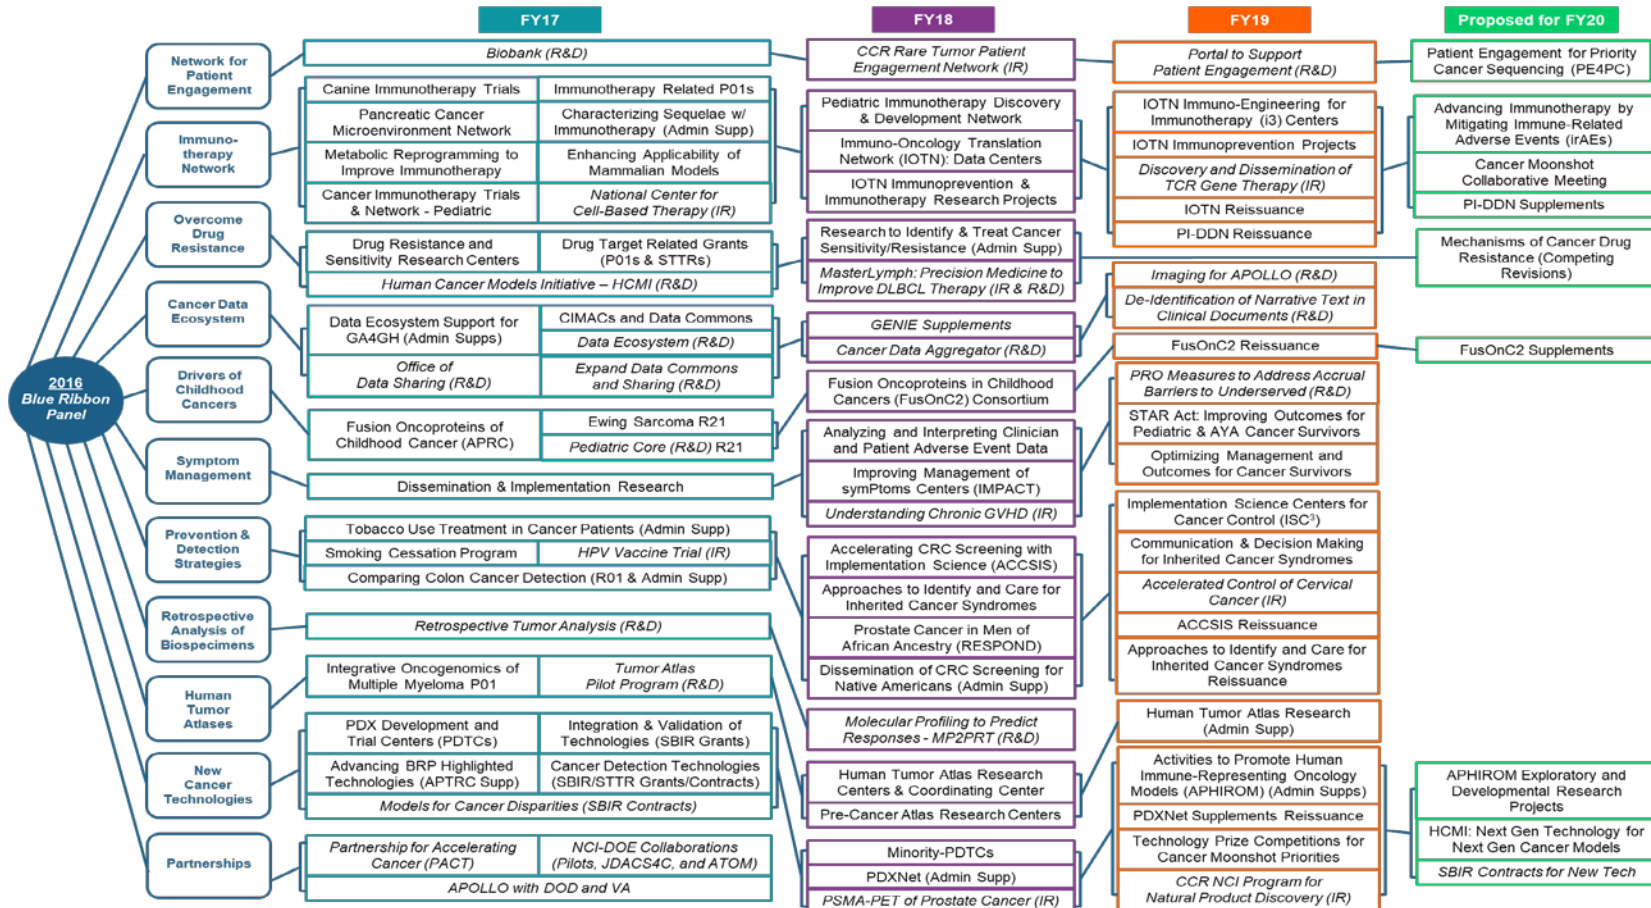 FY17
FY18
FY19
Proposed for FY20
2016
Blue Ribbon
Panel
Network for
Patient
Engagement
Immuno-
therapy
Network
Overcome
Drug
Resistance
Cancer Data
Ecosystem
Drivers of
Childhood
Cancers
Symptom
Management
Prevention &
Detection
Strategies
Retrospective
Analysis of
Biospecimens
Human
Tumor
Atlases
New
Cancer
Technologies
Partnerships
Biobank (R&D)
Canine Immunotherapy Trials
Immunotherapy Related P01s
Pancreatic Cancer
Microenvironment Network
Characterizing Sequelae w/
Immunotherapy (Admin Supp)
Metabolic Reprogramming to
Improve Immunotherapy
Enhancing Applicability of
Mammalian Models
Cancer Immunotherapy Trials
& Network - Pediatric
National Center for
Cell-Based Therapy (IR)
Drug Resistance and
Sensitivity Research Centers
Drug Target Related Grants
(P01s & STTRs)
Human Cancer Models Initiative – HCMI (R&D)
Data Ecosystem Support for
GA4GH (Admin Supps)
CIMACs and Data Commons
Data Ecosystem (R&D)
Office of
Data Sharing (R&D)
Expand Data Commons
and Sharing (R&D)
Fusion Oncoproteins of
Childhood Cancer (APRC)
Ewing Sarcoma R21
Pediatric Core (R&D) R21
Dissemination & Implementation Research
Tobacco Use Treatment in Cancer Patients (Admin Supp)
Smoking Cessation Program
HPV Vaccine Trial (IR)
Comparing Colon Cancer Detection (R01 & Admin Supp)
Retrospective Tumor Analysis (R&D)
Integrative Oncogenomics of
Multiple Myeloma P01
Tumor Atlas
Pilot Program (R&D)
PDX Development and
Trial Centers (PDTCs)
Integration & Validation of
Technologies (SBIR Grants)
Advancing BRP Highlighted
Technologies (APTRC Supp)
Cancer Detection Technologies
(SBIR/STTR Grants/Contracts)
Models for Cancer Disparities (SBIR Contracts)
Partnership for Accelerating
Cancer (PACT)
NCI-DOE Collaborations
(Pilots, JDACS4C, and ATOM)
APOLLO with DOD and VA
CCR Rare Tumor Patient
Engagement Network (IR)
Pediatric Immunotherapy Discovery
& Development Network
Immuno-Oncology Translation
Network (IOTN): Data Centers
IOTN Immunoprevention &
Immunotherapy Research Projects
Research to Identify & Treat Cancer
Sensitivity/Resistance (Admin Supp)
MasterLymph: Precision Medicine to
Improve DLBCL Therapy (IR & R&D)
GENIE Supplements
Cancer Data Aggregator (R&D)
Fusion Oncoproteins in Childhood
Cancers (FusOnC2) Consortium
Analyzing and Interpreting Clinician
and Patient Adverse Event Data
Improving Management of
symPtoms Centers (IMPACT)
Understanding Chronic GVHD (IR)
Accelerating CRC Screening with
Implementation Science (ACCSIS)
Approaches to Identify and Care for
Inherited Cancer Syndromes
Prostate Cancer in Men of
African Ancestry (RESPOND)
Dissemination of CRC Screening for
Native Americans (Admin Supp)
Molecular Profiling to Predict
Responses - MP2PRT (R&D)
Human Tumor Atlas Research
Centers & Coordinating Center
Pre-Cancer Atlas Research Centers
Minority-PDTCs
PDXNet (Admin Supp)
PSMA-PET of Prostate Cancer (IR)
Portal to Support
Patient Engagement (R&D)
IOTN Immuno-Engineering for
Immunotherapy (i3) Centers
IOTN Immunoprevention Projects
Discovery and Dissemination of
TCR Gene Therapy (IR)
IOTN Reissuance
PI-DDN Reissuance
Imaging for APOLLO (R&D)
De-Identification of Narrative Text in
Clinical Documents (R&D)
FusOnC2 Reissuance
PRO Measures to Address Accrual
Barriers to Underserved (R&D)
STAR Act: Improving Outcomes for
Pediatric & AYA Cancer Survivors
Optimizing Management and
Outcomes for Cancer Survivors
Implementation Science Centers for
Cancer Control (ISC³)
Communication & Decision Making
for Inherited Cancer Syndromes
Accelerated Control of Cervical
Cancer (IR)
ACCSIS Reissuance
Approaches to Identify and Care for
Inherited Cancer Syndromes
Reissuance
Human Tumor Atlas Research
(Admin Supp)
Activities to Promote Human
Immune-Representing Oncology
Models (APHIROM) (Admin Supps)
PDXNet Supplements Reissuance
Technology Prize Competitions for
Cancer Moonshot Priorities
CCR NCI Program for
Natural Product Discovery (IR)
Patient Engagement for Priority
Cancer Sequencing (PE4PC)
Advancing Immunotherapy by
Mitigating Immune-Related
Adverse Events (irAEs)
Cancer Moonshot
Collaborative Meeting
PI-DDN Supplements
Mechanisms of Cancer Drug
Resistance (Competing
Revisions)
FusOnC2 Supplements
APHIROM Exploratory and
Developmental Research
Projects
HCMI: Next Gen Technology for
Next Gen Cancer Models
SBIR Contracts for New Tech